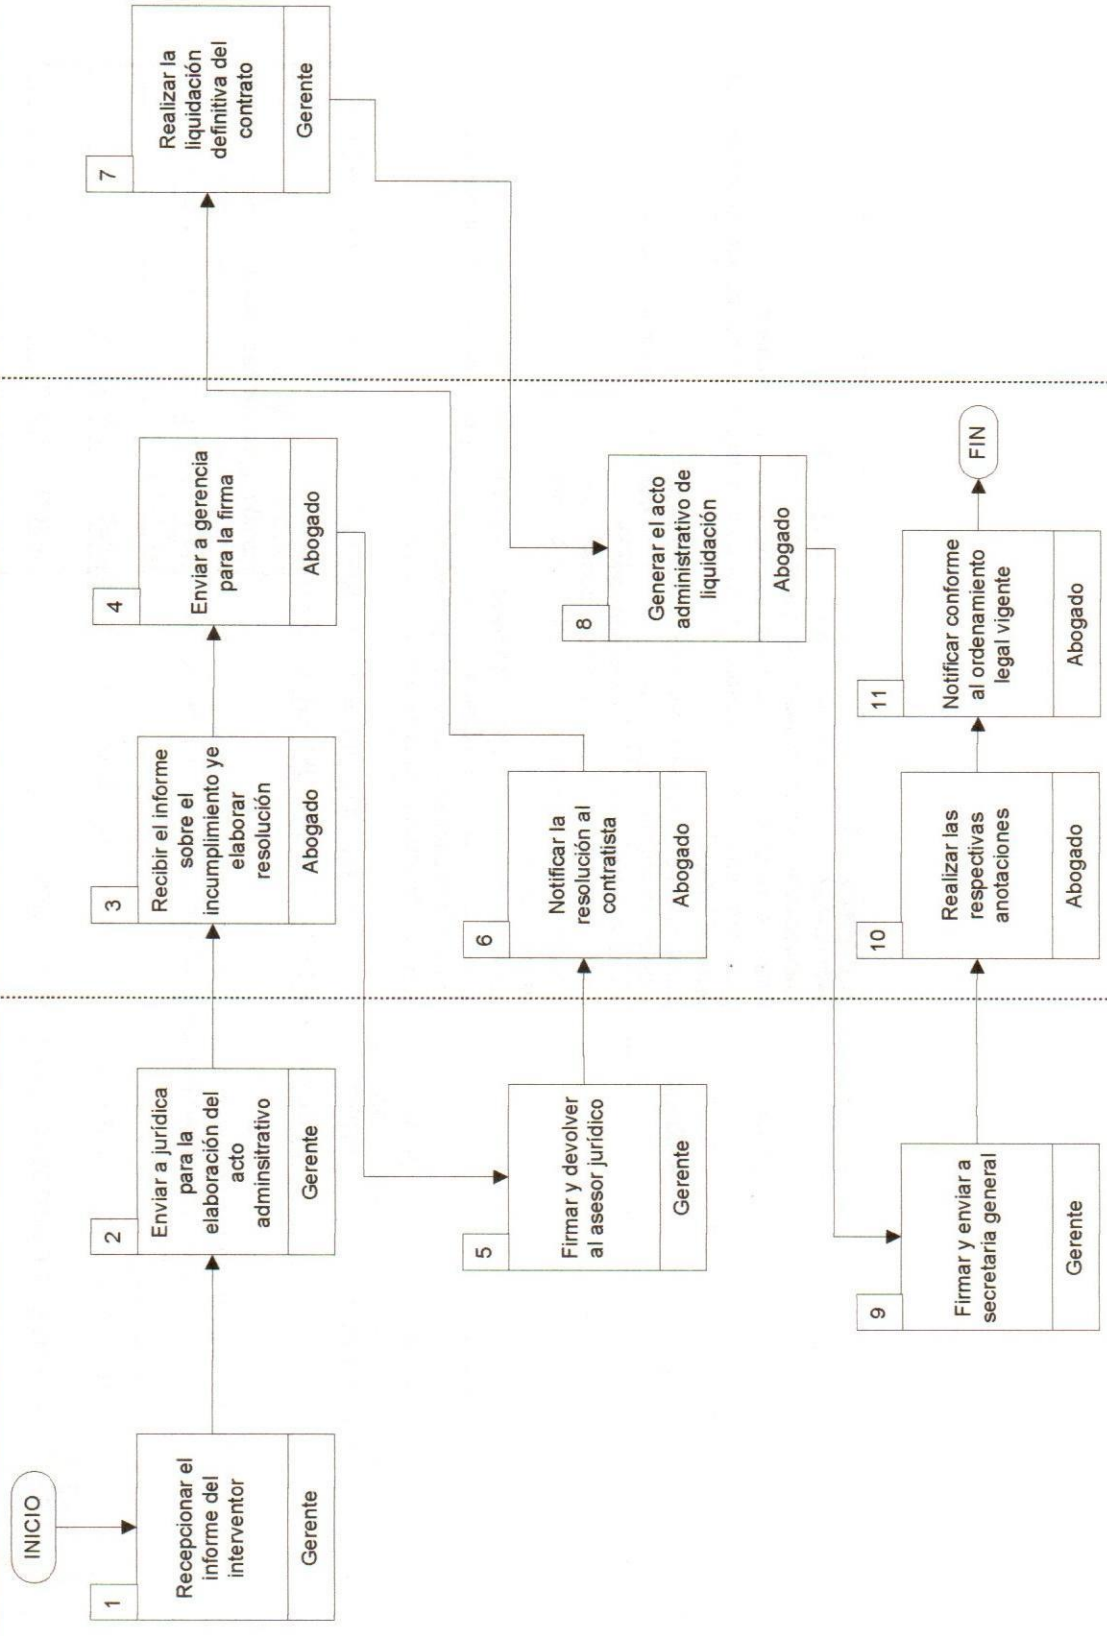 INICIO
1
Recepcionar el
informe del
interventor
Gerente
2
Enviar a jurídica
para la
elaboración del
acto
adminsitrativo
Gerente
3
Recibir el informe
sobre el
incumplimiento ye
elaborar
resolución
Abogado
4
Enviar a gerencia
para la firma
Abogado
5
Firmar y devolver
al asesor jurídico
Gerente
6
Notificar la
resolución al
contratista
Abogado
7
Realizar la
liquidación
definitiva del
contrato
Gerente
8
Generar el acto
administrativo de
liquidación
Abogado
9
Firmar y enviar a
secretaria general
Gerente
10
Realizar las
respectivas
anotaciones
Abogado
11
Notificar conforme
al ordenamiento
legal vigente
Abogado
FIN